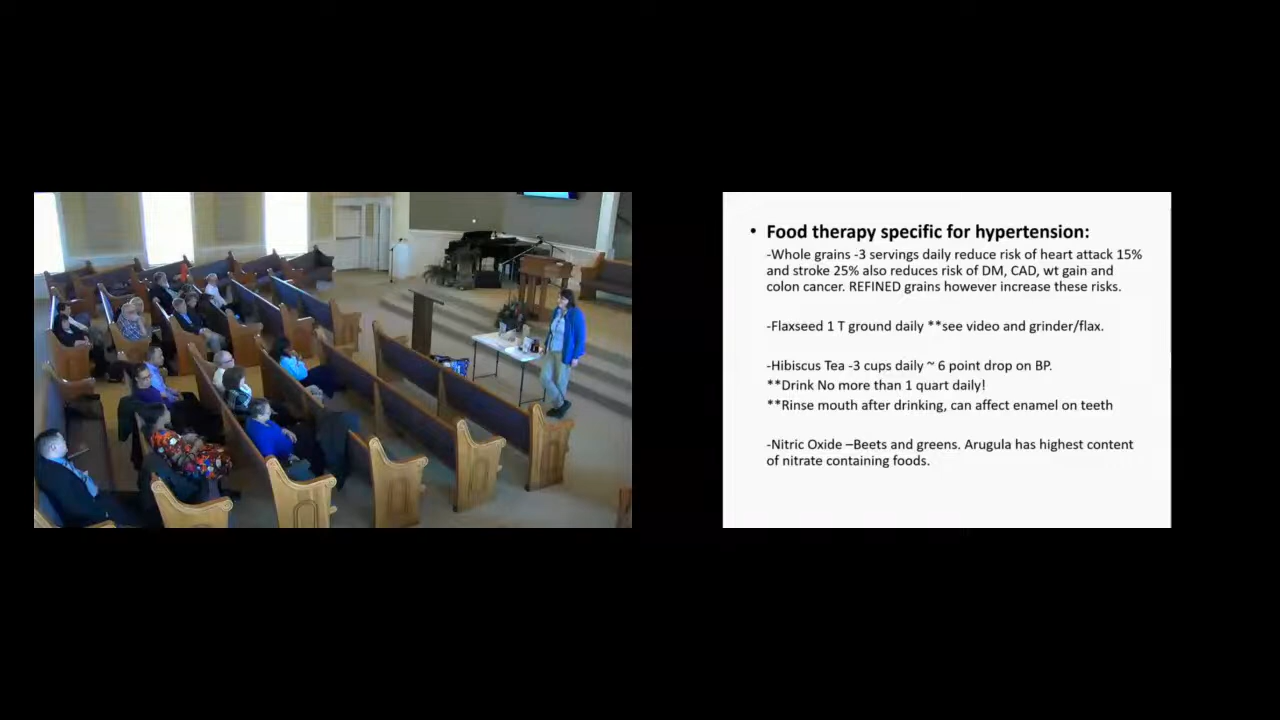 • Food therapy specific for hypertension:
-Whole grains -3 servings daily reduce risk of heart attack 15%
and stroke 25% also reduces risk of DM, CAD, wt gain and
colon cancer. REFINED grains however increase these risks.
-Flaxseed 1 T ground daily **see video and grinder/flax.
-Hibiscus Tea -3 cups daily ~ 6 point drop on BP.
**Drink No more than 1 quart daily!
**Rinse mouth after drinking, can affect enamel on teeth
-Nitric Oxide –Beets and greens. Arugula has highest content
of nitrate containing foods.